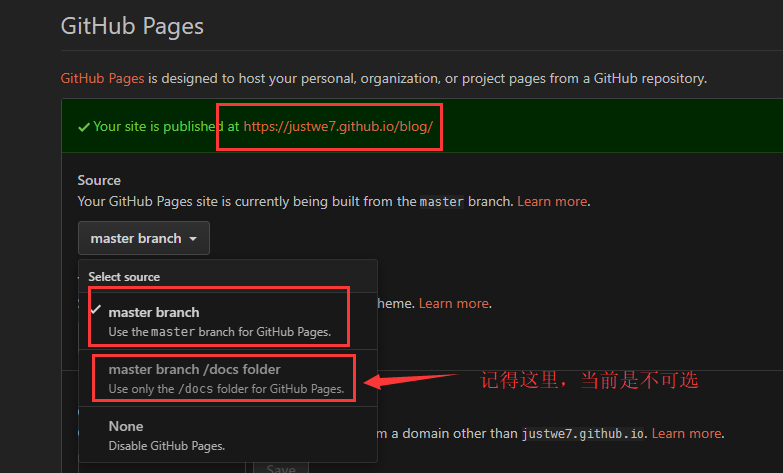 GitHub Pages
GitHub Pages is designed to host your personal, organization, or project pages from a GitHub repository.
Your site is published at https://justwe7.github.io/blog/
Source
Your GitHub Pages site is currently being built from the master branch. Learn more.
master branch
Select source
master branch
heme. Learn more.
Use the master branch for GitHub Pages.
master branch /docs folder
记得这里，当前是不可选
Use only the /docs folder for GitHub Pages.
None
m a domain other than justwe7.github.io. Learn more.
Disable GitHub Pages.
Save